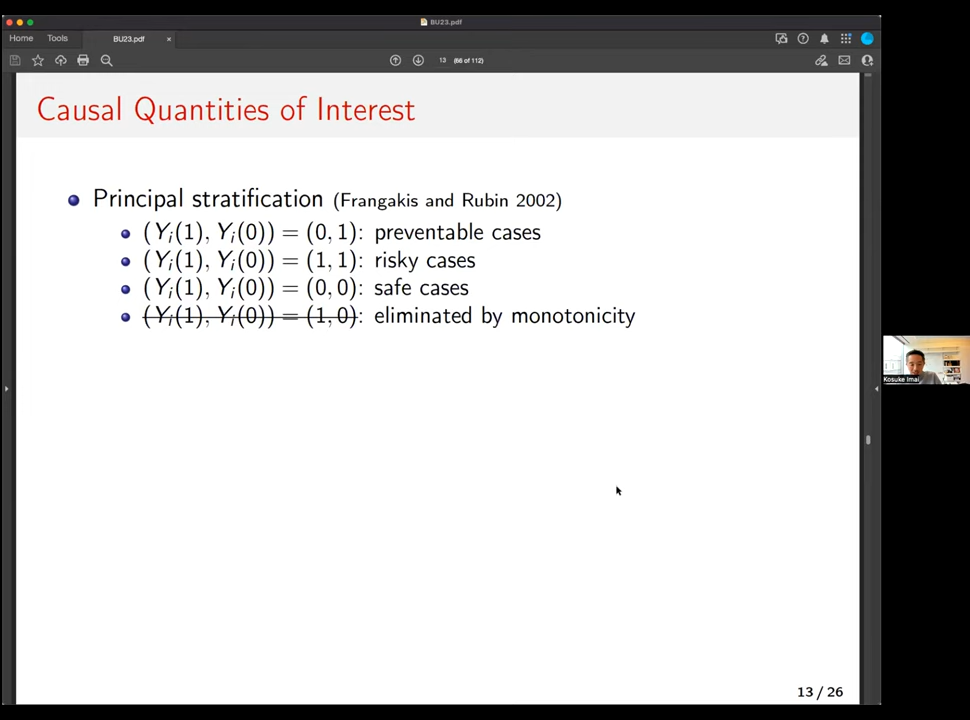 BU23.pdf
Home Tools BU23.pdf ×
13 (66 of 112)
Causal Quantities of Interest
Principal stratification (Frangakis and Rubin 2002)
(Yᵢ(1), Yᵢ(0)) = (0, 1): preventable cases
(Yᵢ(1), Yᵢ(0)) = (1, 1): risky cases
(Yᵢ(1), Yᵢ(0)) = (0, 0): safe cases
(Yᵢ(1), Yᵢ(0)) = (1, 0): eliminated by monotonicity
Kosuke Imai
13 / 26